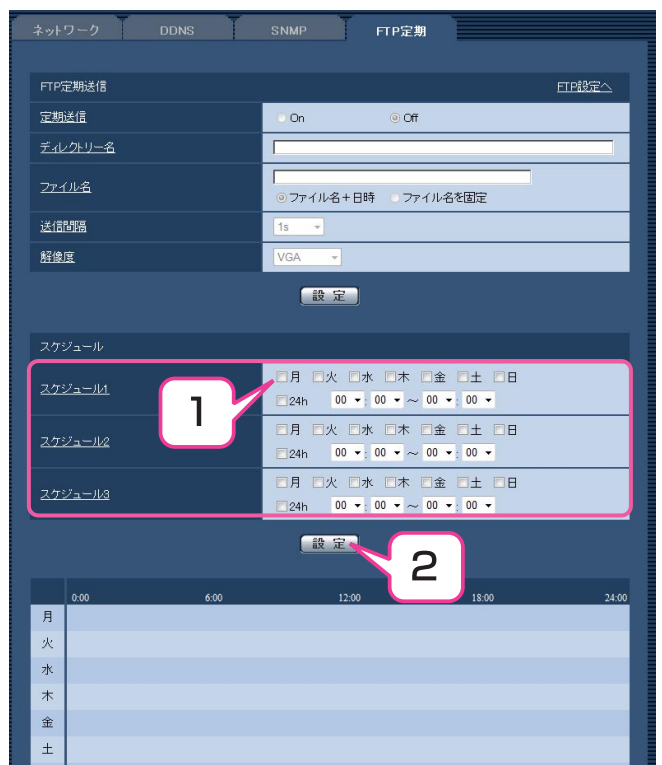 ネットワーク DDNS SNMP FTP定期
FTP定期送信 FTP設定へ
定期送信 On Off
ディレクトリー名
ファイル名
ファイル名+日時 ファイル名を固定
送信間隔 1s
解像度 VGA
設定
スケジュール
スケジュール1 月 火 水 木 金 土 日
24h 00 : 00 ～ 00 : 00
1
スケジュール2 月 火 水 木 金 土 日
24h 00 : 00 ～ 00 : 00
スケジュール3 月 火 水 木 金 土 日
24h 00 : 00 ～ 00 : 00
設定
2
0:00 6:00 12:00 18:00 24:00
月
火
水
木
金
土